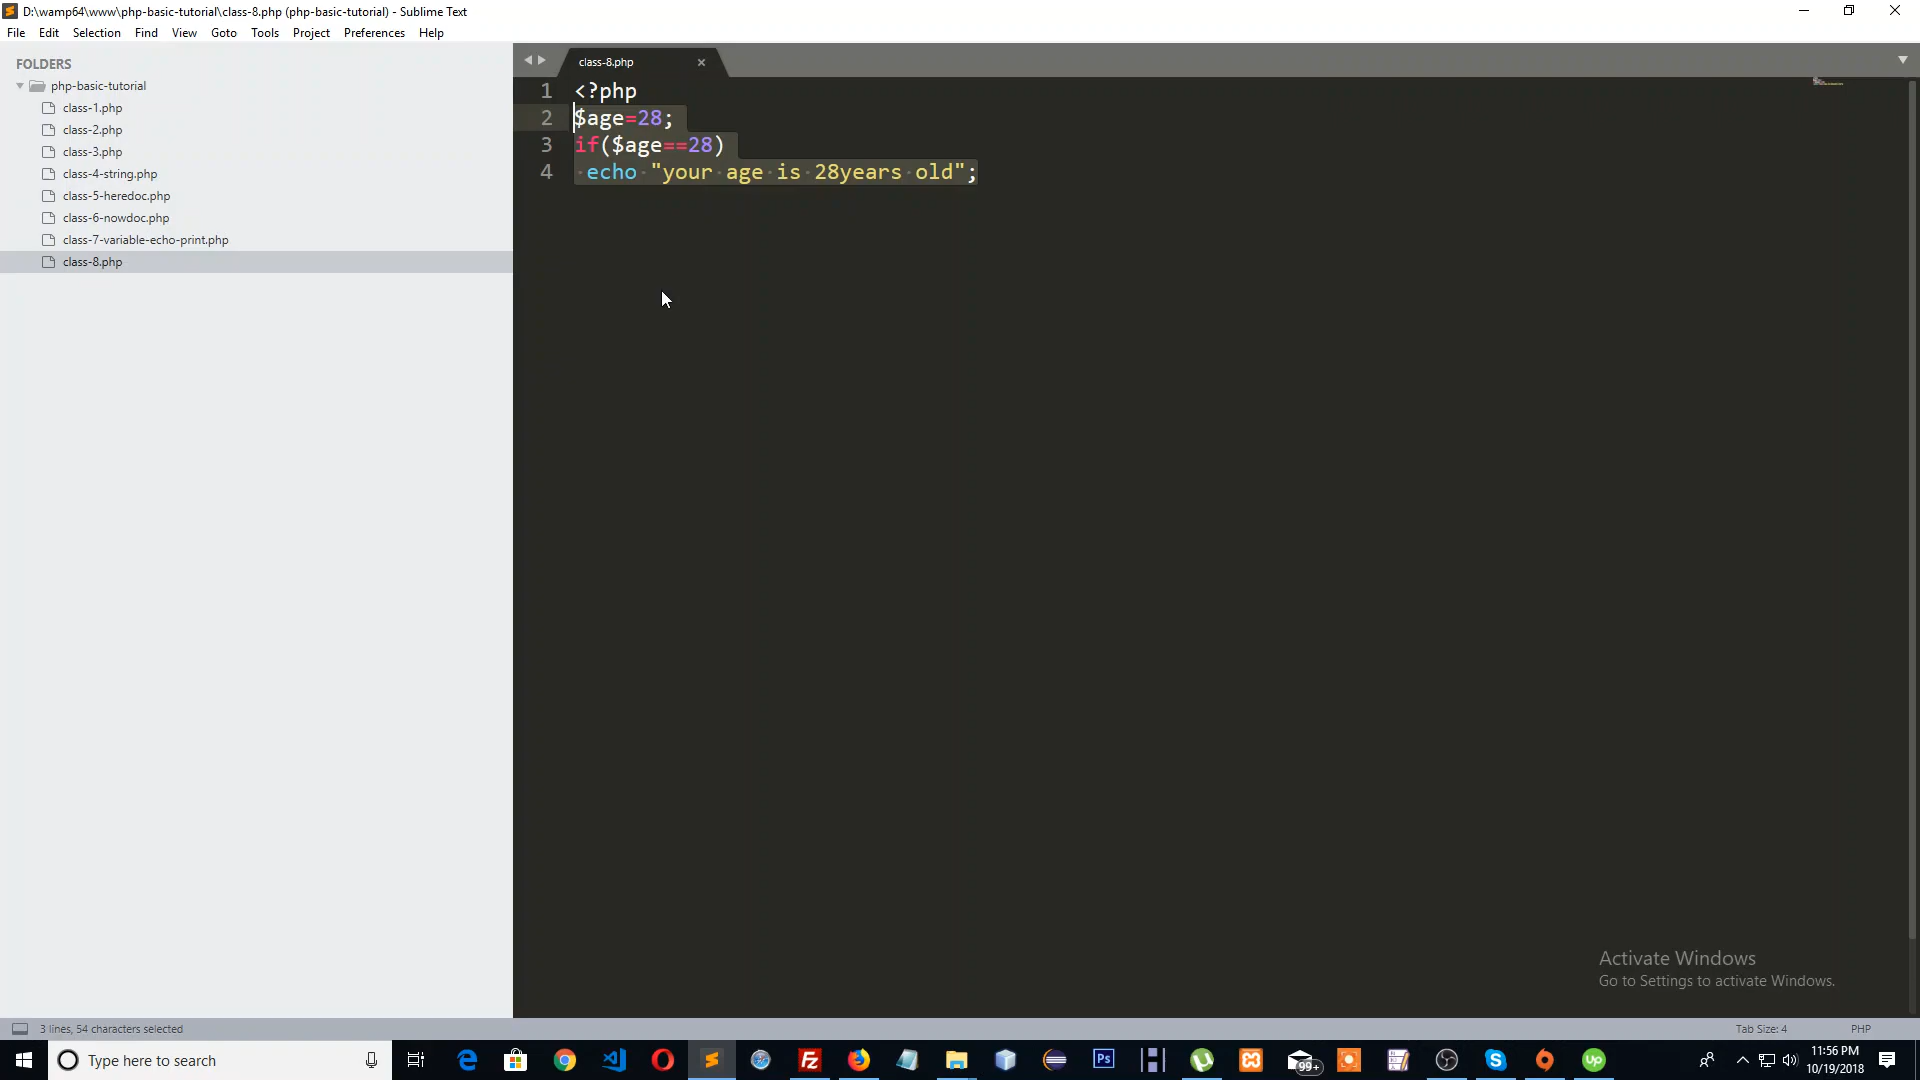 D:\wamp64\www\php-basic-tutorial\class-8.php (php-basic-tutorial) - Sublime Text
File Edit Selection Find View Goto Tools Project Preferences Help
FOLDERS
php-basic-tutorial
class-1.php
class-2.php
class-3.php
class-4-string.php
class-5-heredoc.php
class-6-nowdoc.php
class-7-variable-echo-print.php
class-8.php
class-8.php
1 <?php
2 $age=28;
3 if($age==28)
4 echo "your age is 28years old";
Activate Windows
Go to Settings to activate Windows.
3 lines, 54 characters selected
Tab Size: 4
PHP
Type here to search
Fz
Ps
99+
up
11:56 PM
10/19/2018